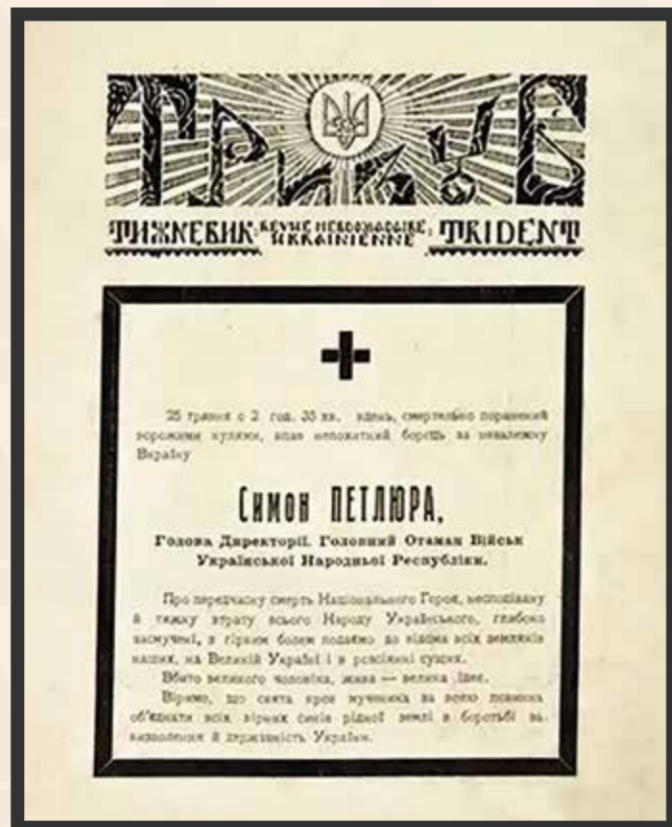 ТРИЗУБ
ТИЖНЕВИК: REVUE HEBDOMADAIRE UKRAINIENNE: TRIDENT
25 травня о 2 год. 35 хв. вдень, смертельно поранений
ворожими кулями, впав непохитний борець за незалежну
Україну
Симон ПЕТЛЮРА,
Голова Директорії. Головний Отаман Військ
Української Народньої Республіки.
Про передчасну смерть Національного Героя, несподівану
й тяжку втрату всього Народу Українського, глибоко
засмучені, з гірким болем подаємо до відома всіх земляків
наших, на Великій Україні і в розсіянні сущих.
Вбито великого чоловіка, жива — велика ідея.
Віримо, що свята кров мученика за волю повинна
об'єднати всіх вірних синів рідної землі в боротьбі за
визволення й державність України.